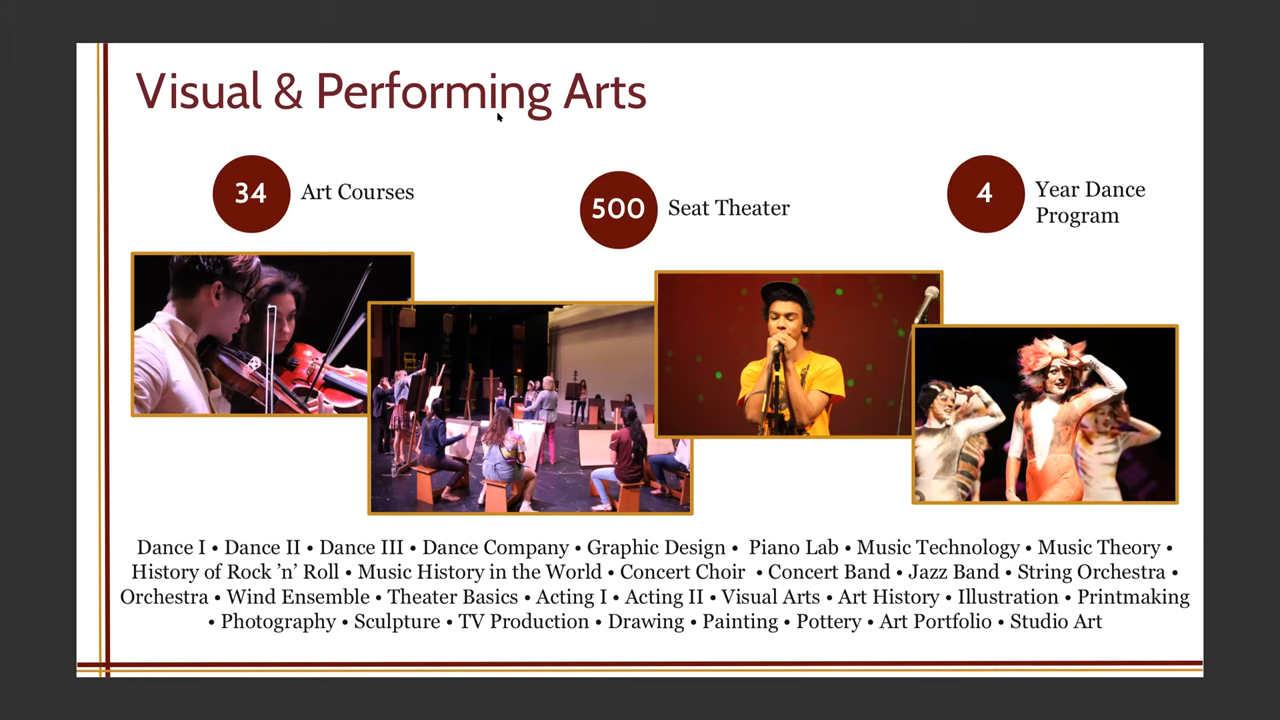 Visual & Performing Arts
34
Art Courses
500
Seat Theater
4
Year Dance
Program
Dance I • Dance II • Dance III • Dance Company • Graphic Design • Piano Lab • Music Technology • Music Theory •
History of Rock ’n’ Roll • Music History in the World • Concert Choir • Concert Band • Jazz Band • String Orchestra •
Orchestra • Wind Ensemble • Theater Basics • Acting I • Acting II • Visual Arts • Art History • Illustration • Printmaking
• Photography • Sculpture • TV Production • Drawing • Painting • Pottery • Art Portfolio • Studio Art